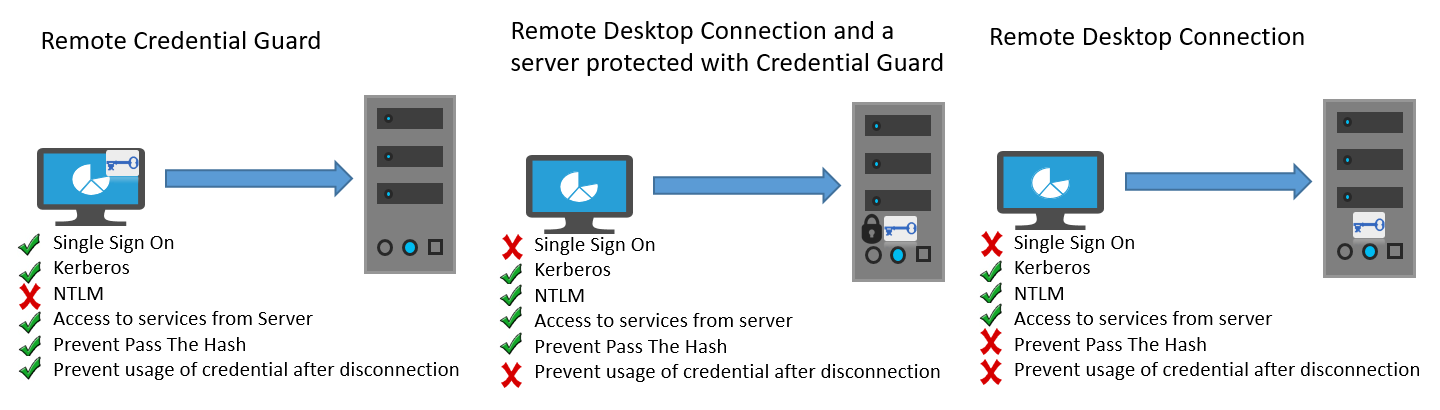 Remote Credential Guard
Single Sign On
Kerberos
NTLM
Access to services from Server
Prevent Pass The Hash
Prevent usage of credential after disconnection
Remote Desktop Connection and a
server protected with Credential Guard
Single Sign On
Kerberos
NTLM
Access to services from server
Prevent Pass The Hash
Prevent usage of credential after disconnection
Remote Desktop Connection
Single Sign On
Kerberos
NTLM
Access to services from server
Prevent Pass The Hash
Prevent usage of credential after disconnection